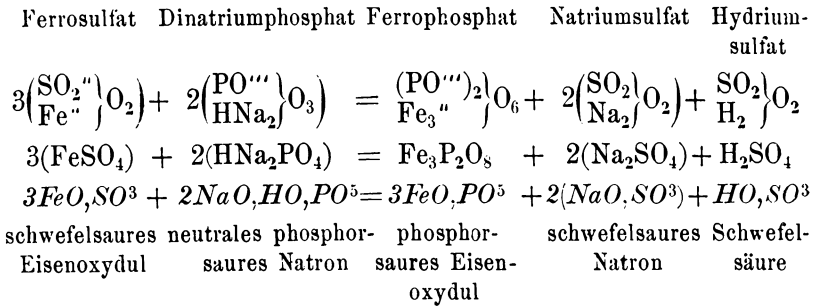 Ferrosulfat Dinatriumphosphat Ferrophosphat Natriumsulfat Hydrium-
sulfat
3(SO₂" Fe" }O₂) + 2(PO''' HNa₂}O₃) = (PO''')₂ Fe₃" }O₆ + 2(SO₂ Na₂}O₂) + SO₂ H₂ }O₂
3(FeSO₄) + 2(HNa₂PO₄) = Fe₃P₂O₈ + 2(Na₂SO₄) + H₂SO₄
3FeO,SO³ + 2NaO,HO,PO⁵ = 3FeO,PO⁵ + 2(NaO,SO³) + HO,SO³
schwefelsaures neutrales phosphor- phosphor- schwefelsaures Schwefel-
Eisenoxydul saures Natron saures Eisen- Natron säure
oxydul